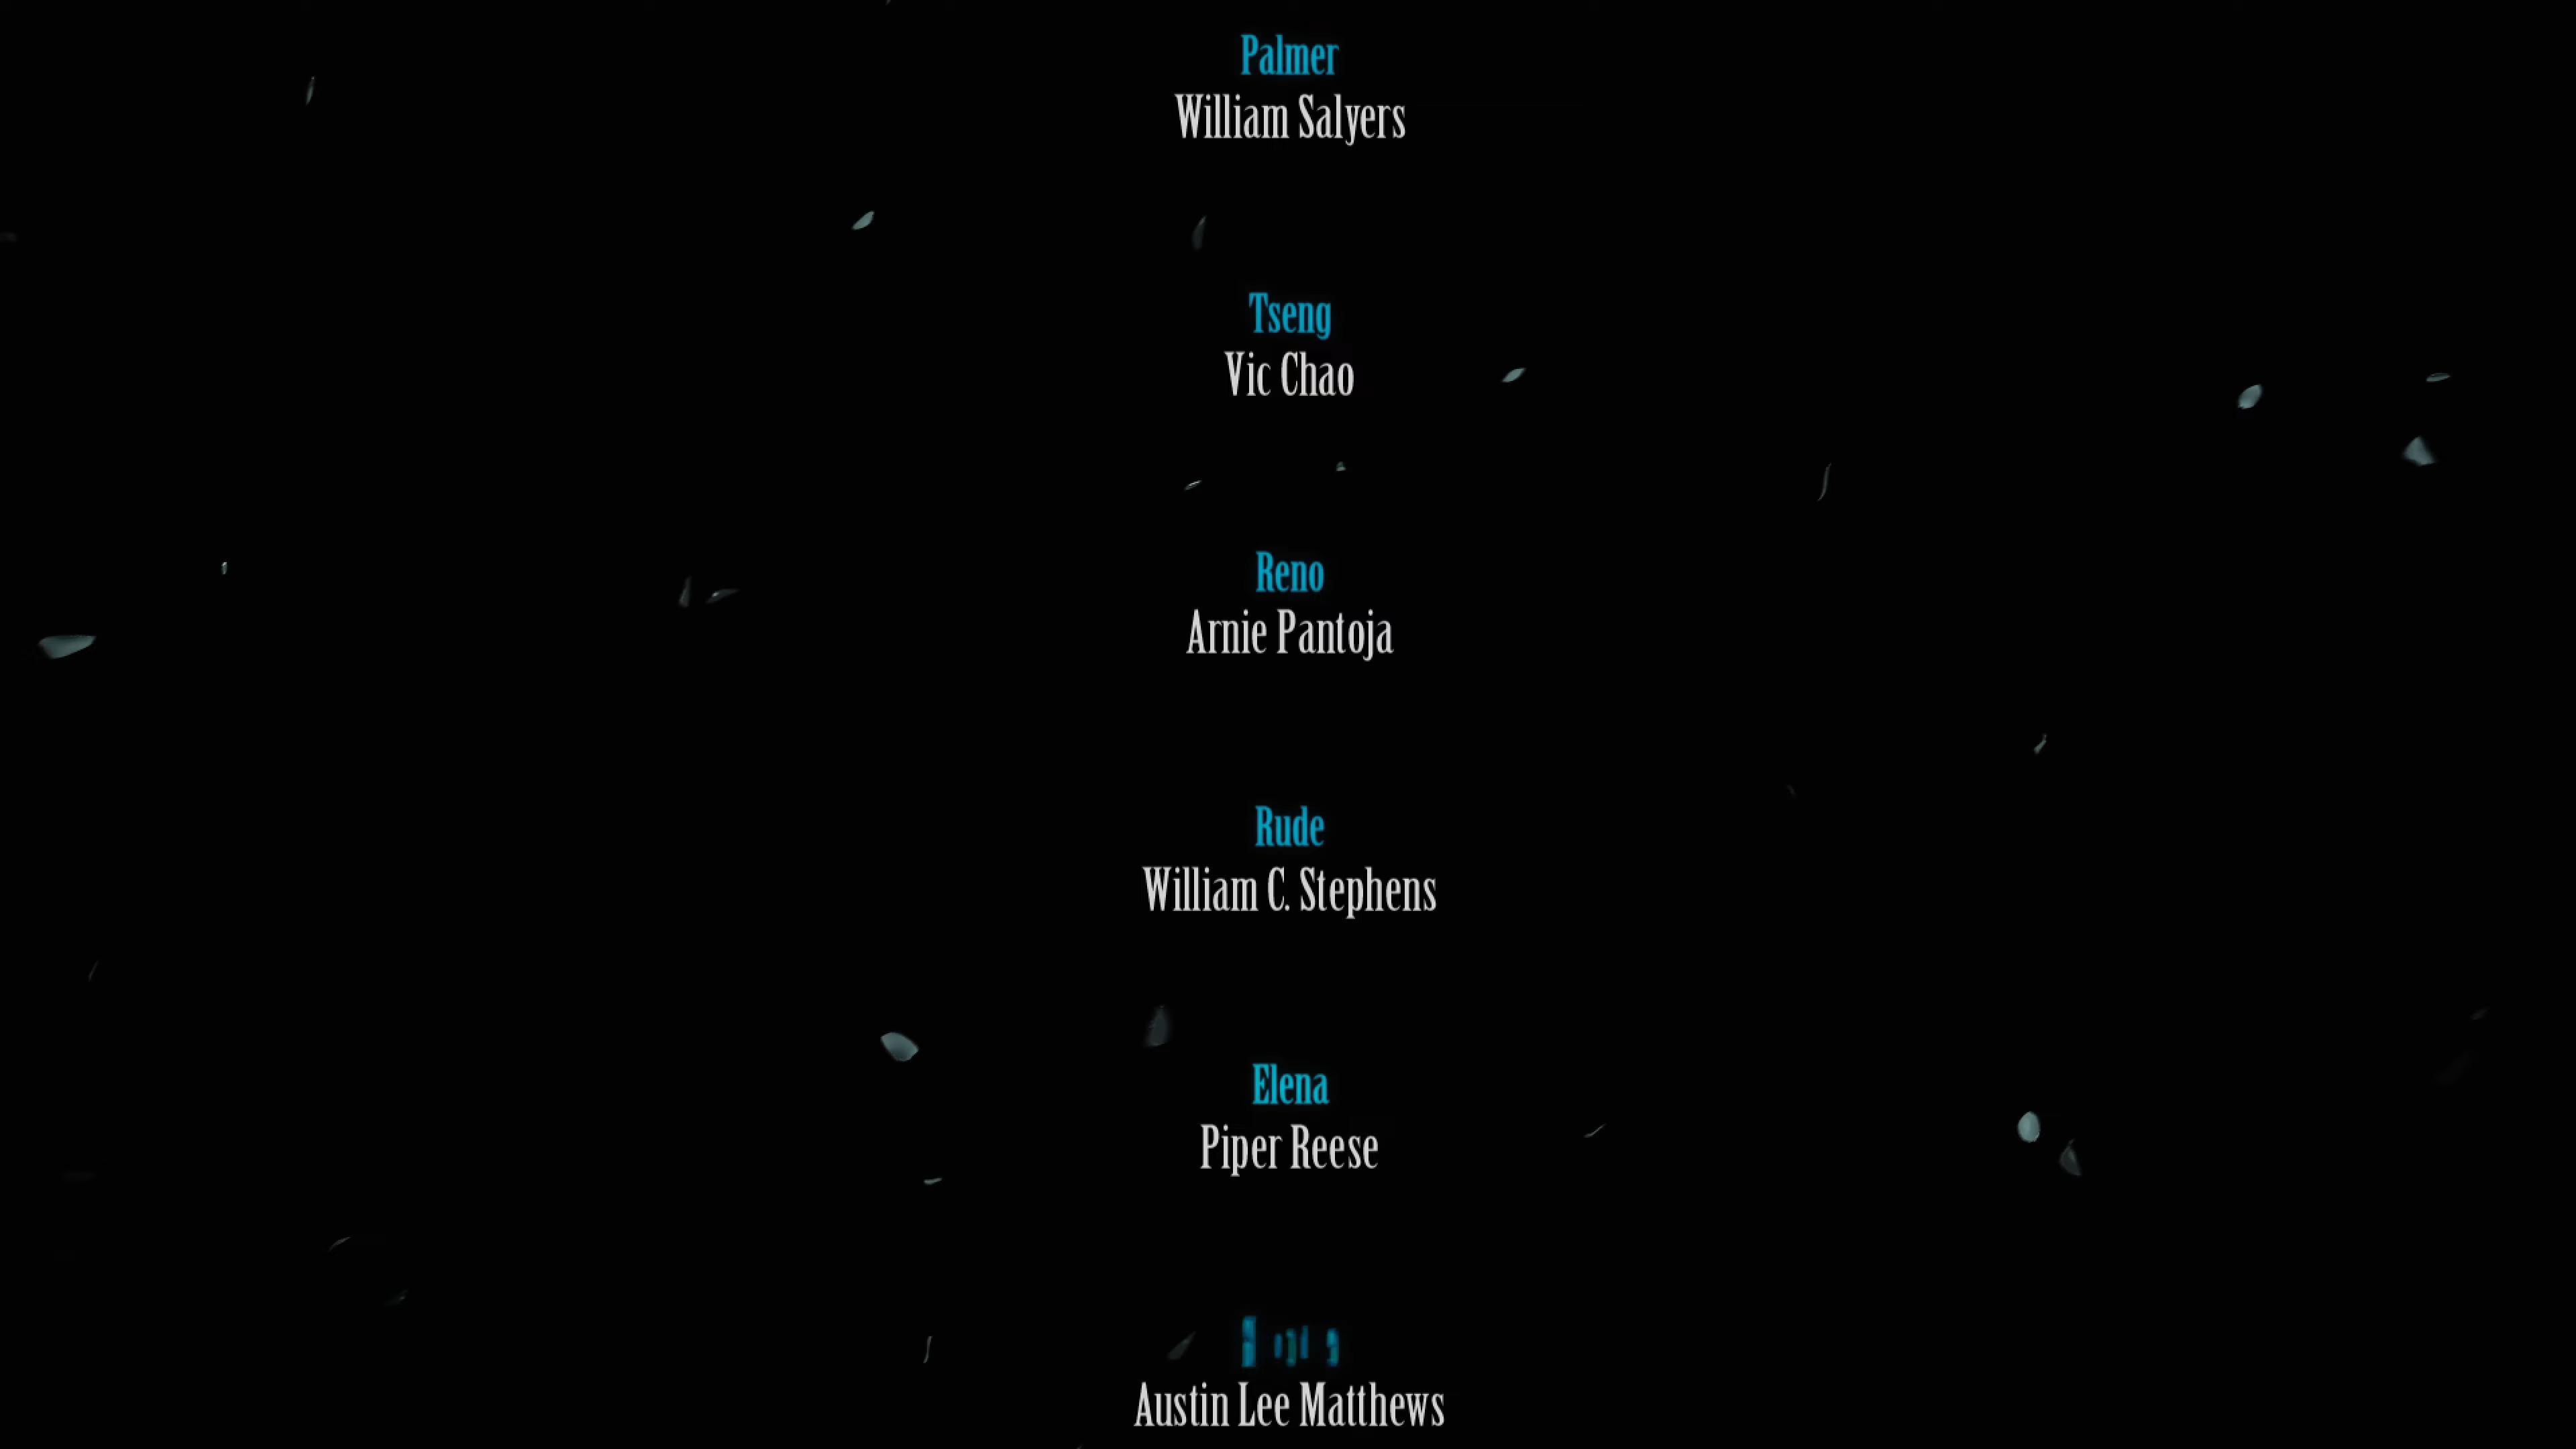 Palmer
William Salyers
Tseng
Vic Chao
Reno
Arnie Pantoja
Rude
William C. Stephens
Elena
Piper Reese
Austin Lee Matthews